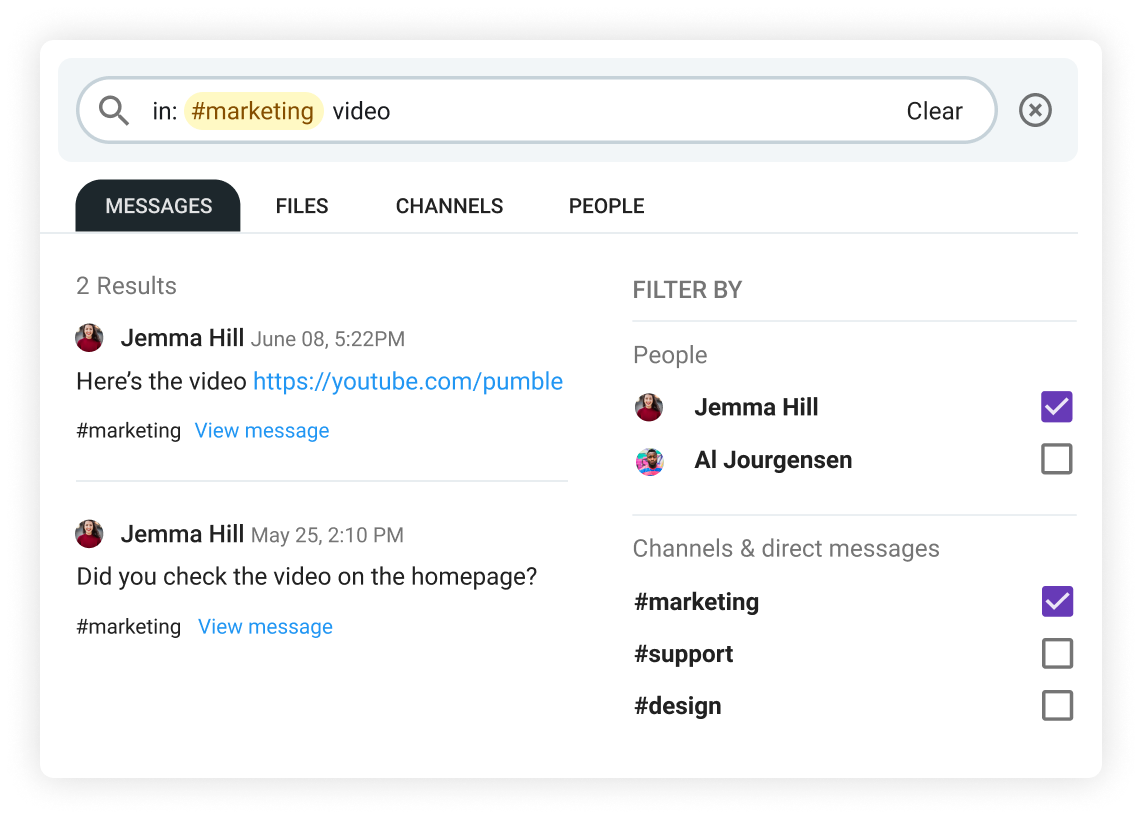 in: #marketing video Clear
MESSAGES FILES CHANNELS PEOPLE
2 Results
Jemma Hill June 08, 5:22PM
Here’s the video https://youtube.com/pumble
#marketing View message
Jemma Hill May 25, 2:10 PM
Did you check the video on the homepage?
#marketing View message
FILTER BY
People
Jemma Hill
Al Jourgensen
Channels & direct messages
#marketing
#support
#design